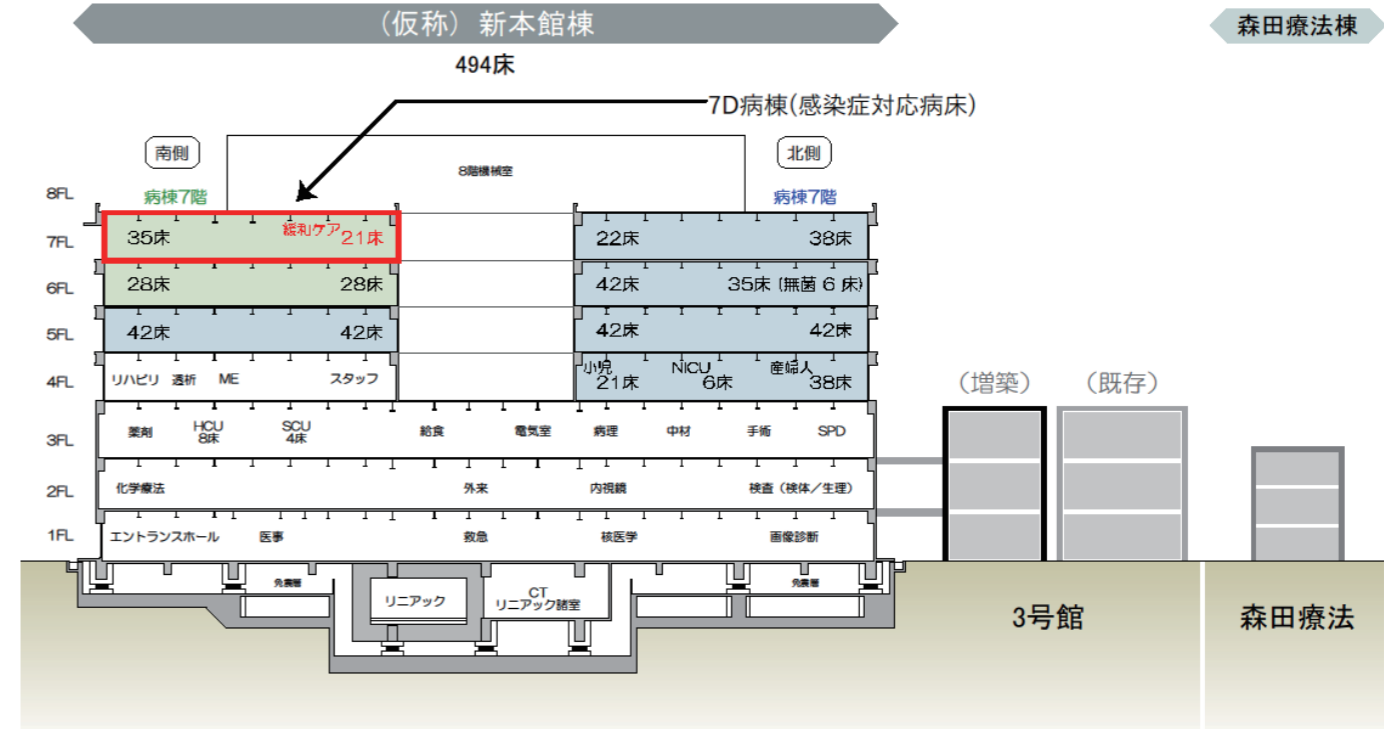 (仮称) 新本館棟
森田療法棟
494床
7D病棟(感染症対応病床)
南側
北側
8階機械室
8FL
病棟7階
病棟7階
7FL
35床
緩和ケア21床
22床
38床
6FL
28床
28床
42床
35床 (無菌 6 床)
5FL
42床
42床
42床
42床
4FL
リハビリ 透析 ME スタッフ
小児
21床
NICU
6床
産婦人
38床
(増築)
(既存)
3FL
薬剤
HCU
8床
SCU
4床
給食
電気室
病理
中材
手術
SPD
2FL
化学療法
外来
内視鏡
検査 (検体/生理)
1FL
エントランスホール
医事
救急
核医学
画像診断
免震層
リニアック
CT
リニアック諸室
免震層
3号館
森田療法